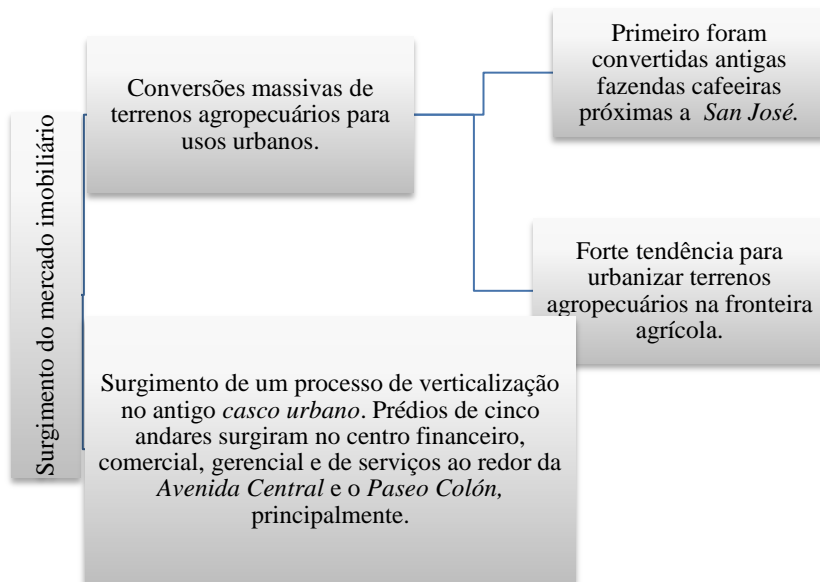 Surgimento do mercado imobiliário
Conversões massivas de
terrenos agropecuários para
usos urbanos.
Primeiro foram
convertidas antigas
fazendas cafeeiras
próximas a San José.
Forte tendência para
urbanizar terrenos
agropecuários na fronteira
agrícola.
Surgimento de um processo de verticalização
no antigo casco urbano. Prédios de cinco
andares surgiram no centro financeiro,
comercial, gerencial e de serviços ao redor da
Avenida Central e o Paseo Colón,
principalmente.